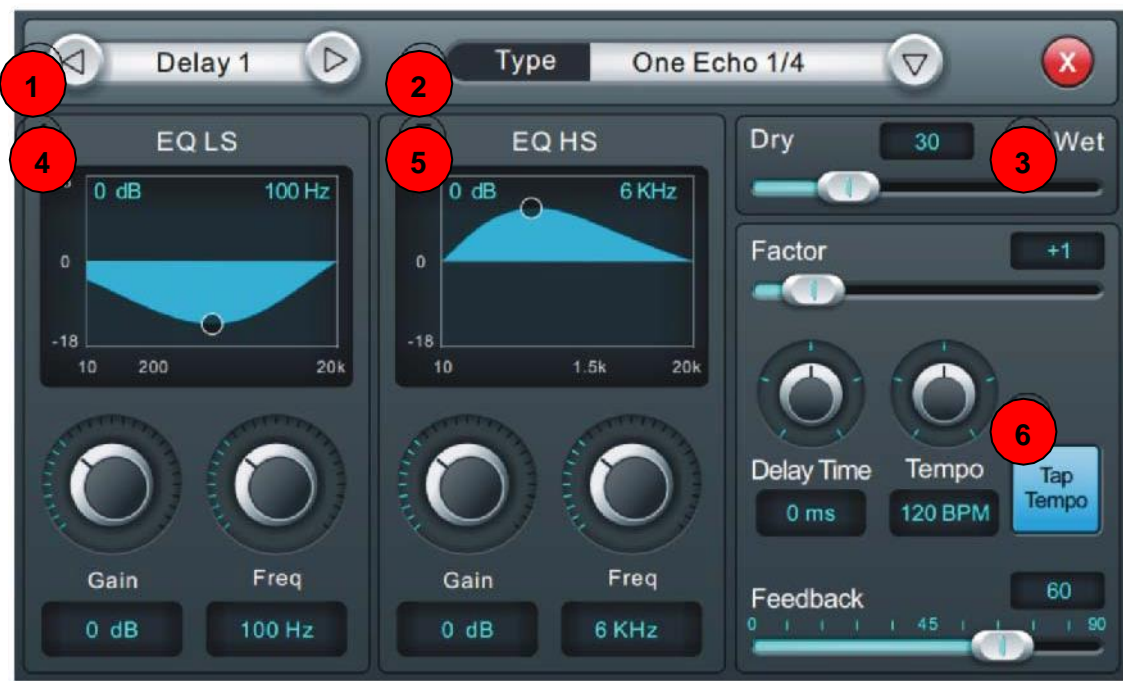 1
Delay 1
2
Type
One Echo 1/4
X
4
EQ LS
5
EQ HS
Dry
30
3
Wet
0 dB
100 Hz
0
-18
10
200
20k
0 dB
6 KHz
0
-18
10
1.5k
20k
Factor
+1
Gain
Freq
0 dB
100 Hz
Gain
Freq
0 dB
6 KHz
Delay Time
Tempo
6
Tap
Tempo
0 ms
120 BPM
Feedback
60
0
45
90